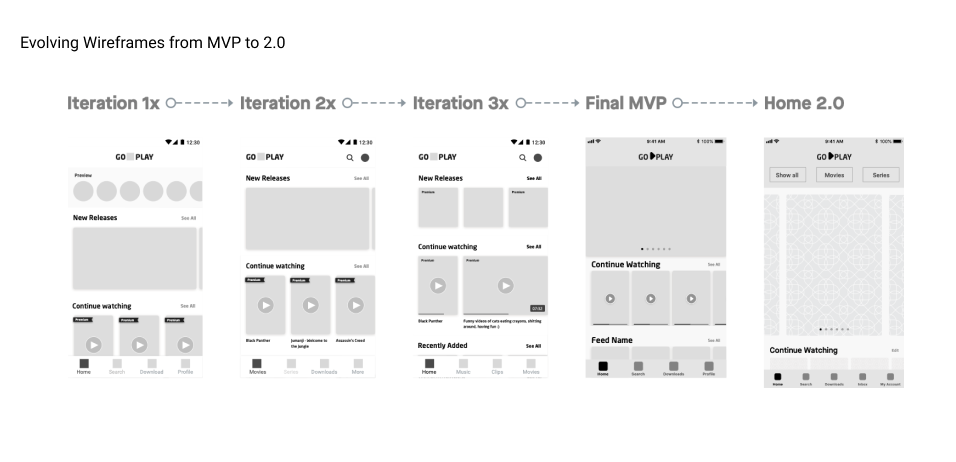 Evolving Wireframes from MVP to 2.0
Iteration 1x
Iteration 2x
Iteration 3x
Final MVP
Home 2.0
12:30
GO PLAY
Preview
New Releases
See All
Continue watching
See All
Premium
Premium
Premium
Home
Search
Download
Profile
12:30
GO PLAY
New Releases
See All
Continue watching
See All
Premium
Premium
Premium
Black Panther
Jumanji - Welcome to
the jungle
Assassin's Creed
Movies
Series
Downloads
More
12:30
GO PLAY
New Releases
See All
Premium
Premium
Continue watching
See All
Premium
Premium
07:02
Black Panther
Funny videos of cats eating crayons, shitting
around, having fun :)
Recently Added
See All
Home
Music
Clips
Movies
9:41 AM
100%
GO PLAY
Continue Watching
See All
Feed Name
See All
Home
Search
Downloads
Profile
9:41 AM
100%
GO PLAY
Show all
Movies
Series
Continue Watching
Edit
Home
Search
Downloads
Inbox
My Account